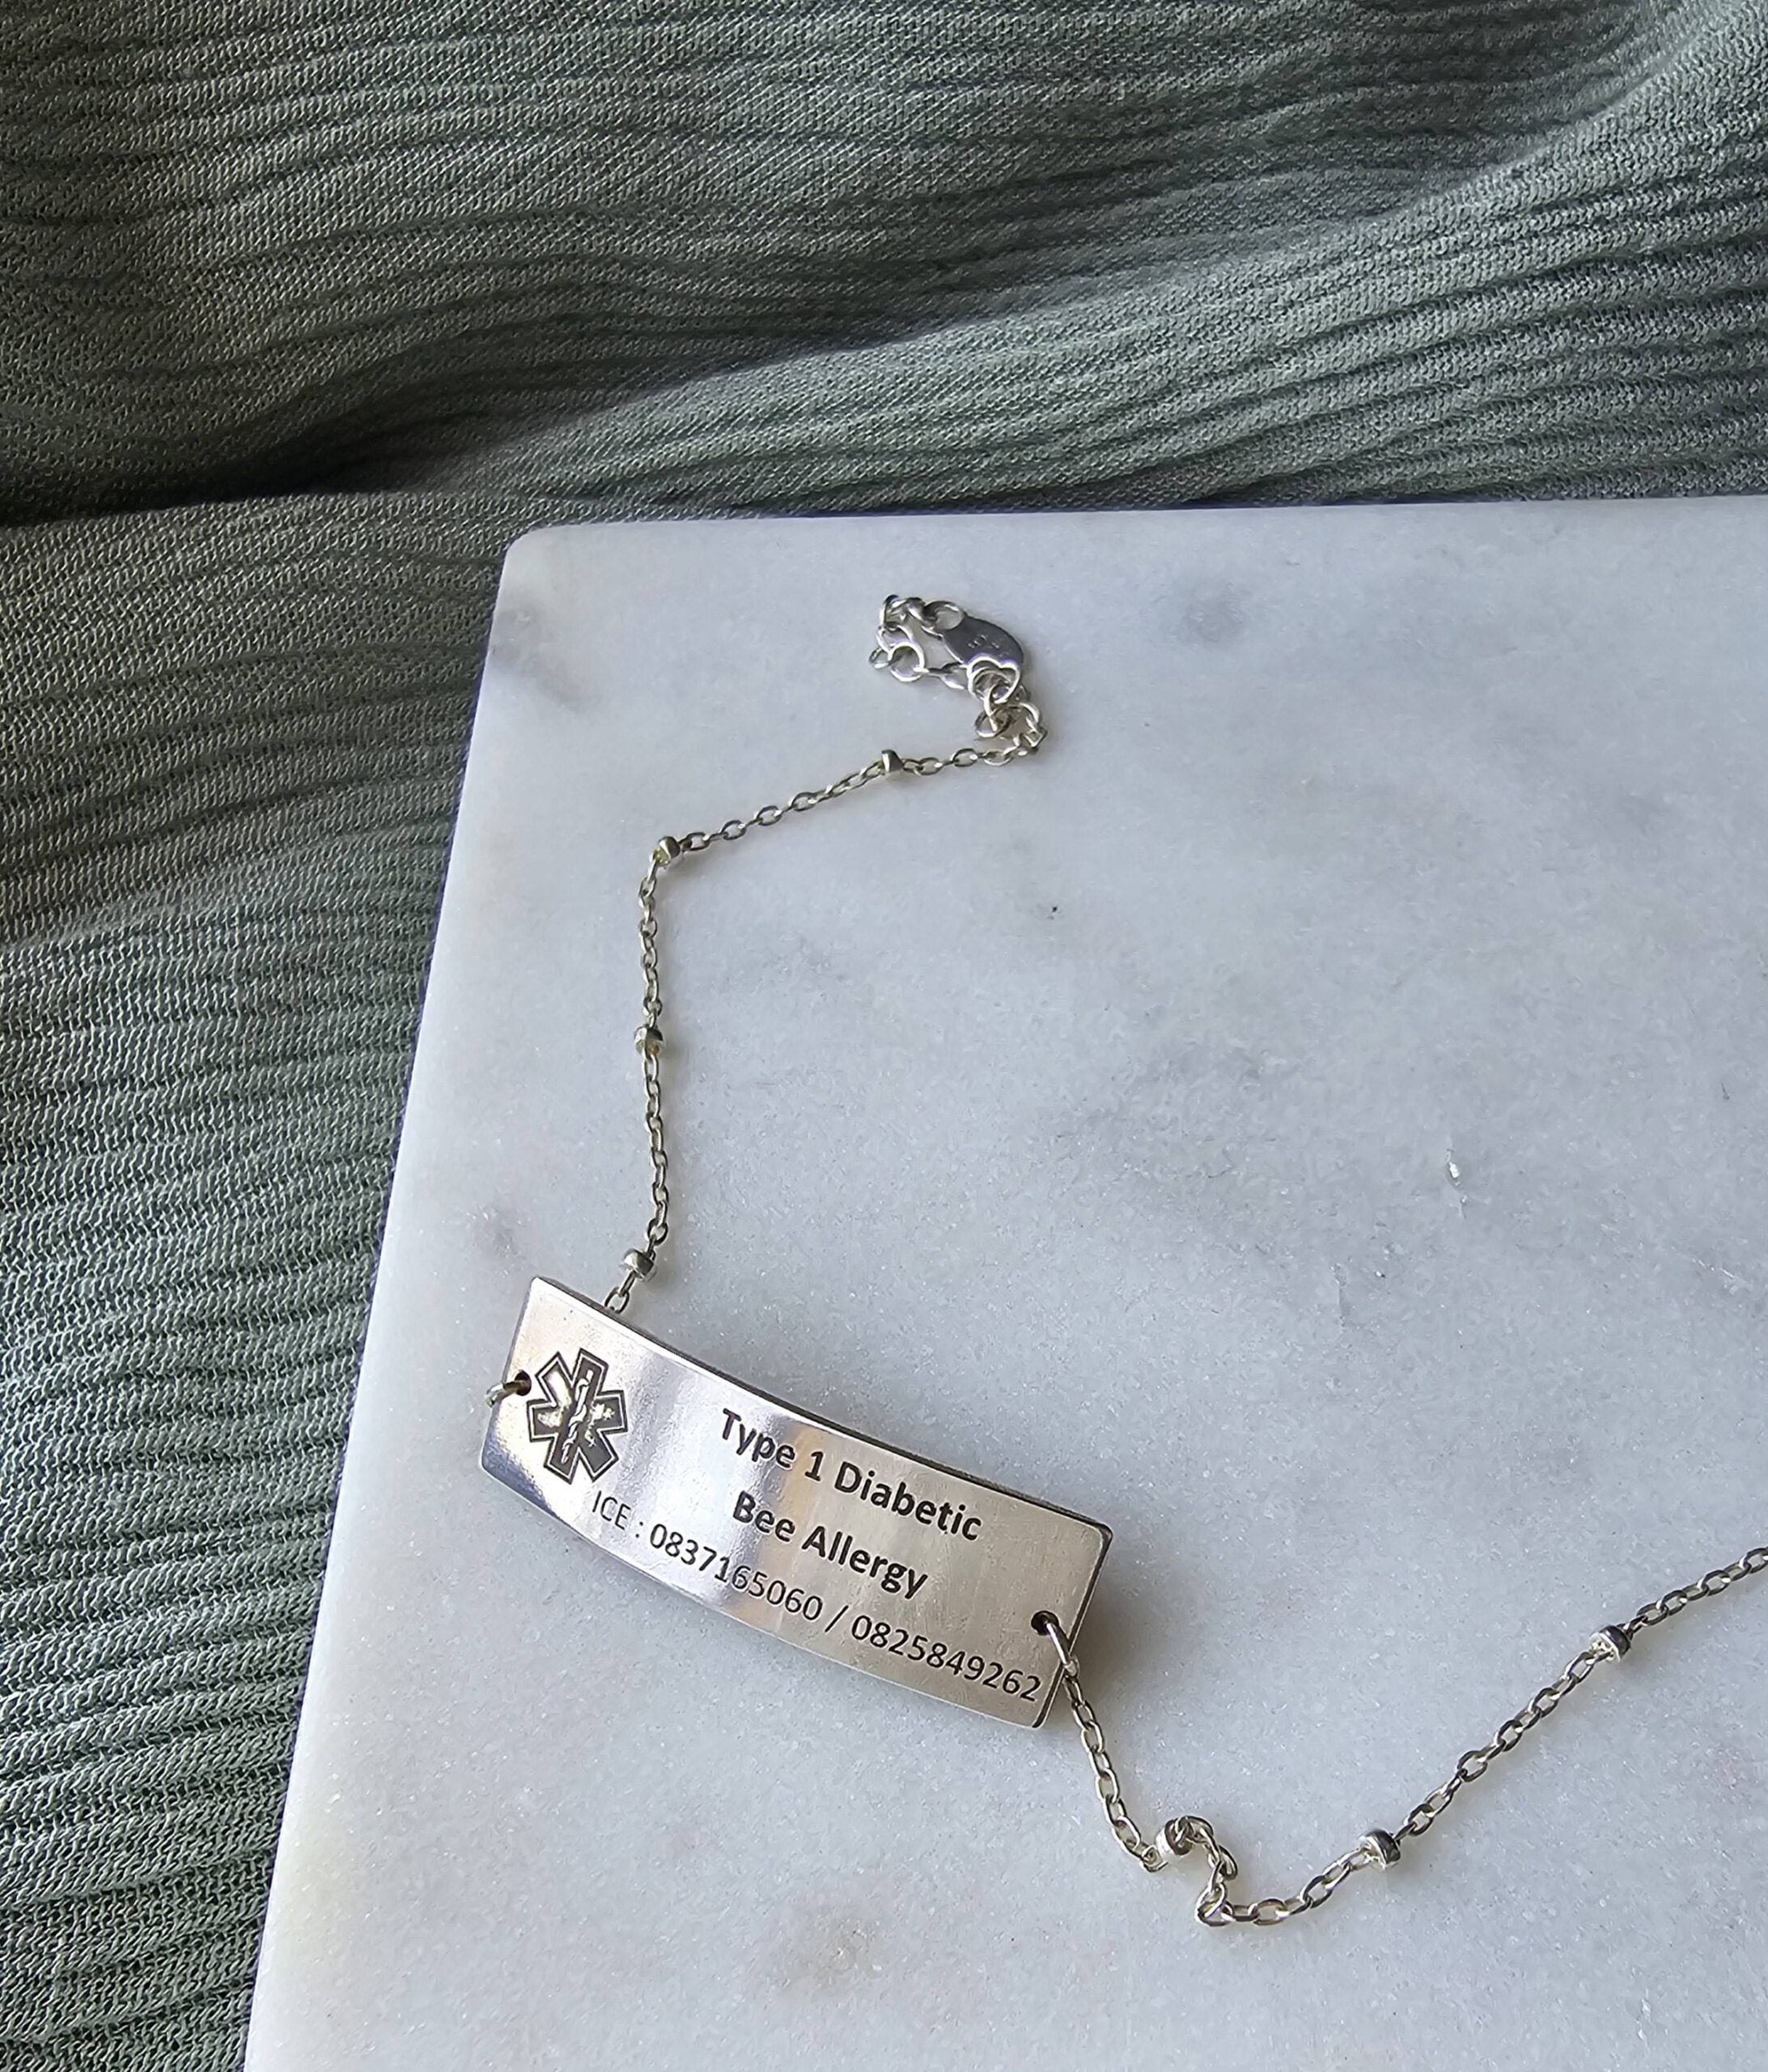 Type 1 Diabetic
Bee Allergy
ICE : 0837165060 / 0825849262